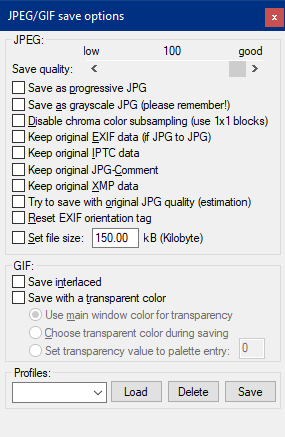 JPEG/GIF save options
x
JPEG:
low 100 good
Save quality: < >
Save as progressive JPG
Save as grayscale JPG (please remember!)
Disable chroma color subsampling (use 1x1 blocks)
Keep original EXIF data (if JPG to JPG)
Keep original IPTC data
Keep original JPG-Comment
Keep original XMP data
Try to save with original JPG quality (estimation)
Reset EXIF orientation tag
Set file size: 150.00 kB (Kilobyte)
GIF:
Save interlaced
Save with a transparent color
Use main window color for transparency
Choose transparent color during saving
Set transparency value to palette entry: 0
Profiles:
Load Delete Save